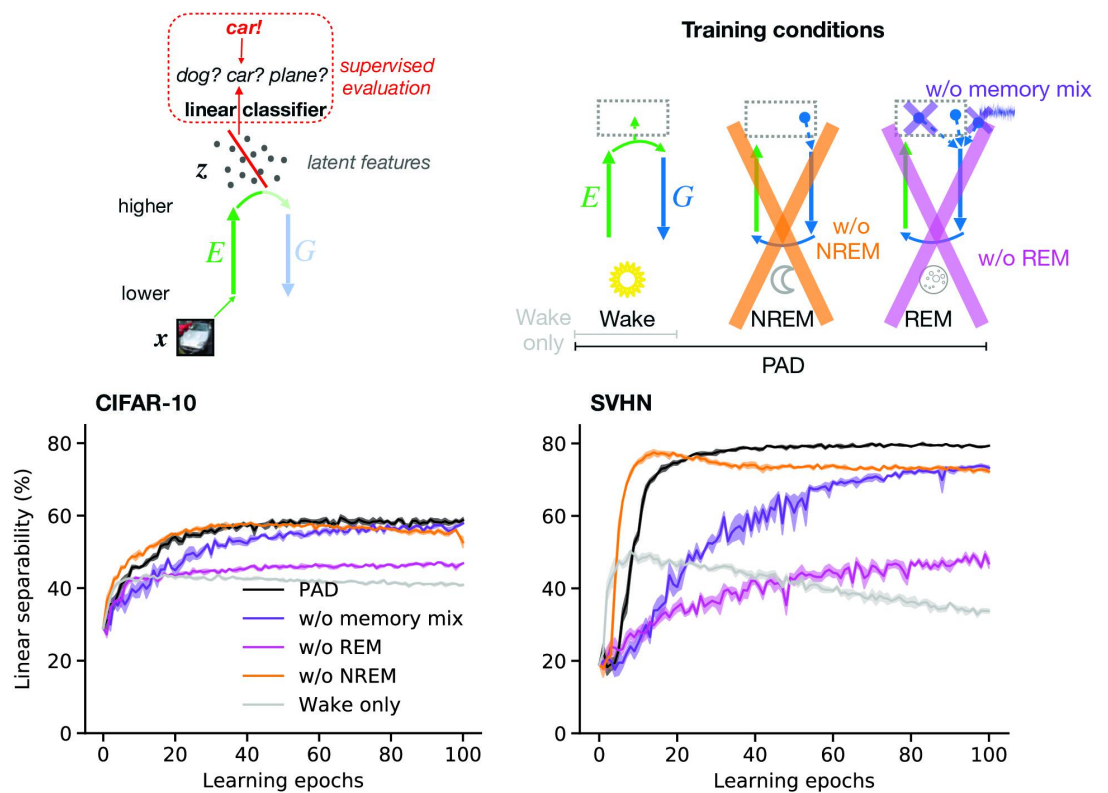 car!
dog? car? plane?
supervised
evaluation
linear classifier
z
latent features
higher
E
G
lower
x
Training conditions
w/o memory mix
E
G
w/o
NREM
w/o REM
Wake
only
Wake
NREM
REM
PAD
CIFAR-10
Linear separability (%)
80
60
40
20
0
0
20
40
60
80
100
Learning epochs
PAD
w/o memory mix
w/o REM
w/o NREM
Wake only
SVHN
80
60
40
20
0
0
20
40
60
80
100
Learning epochs